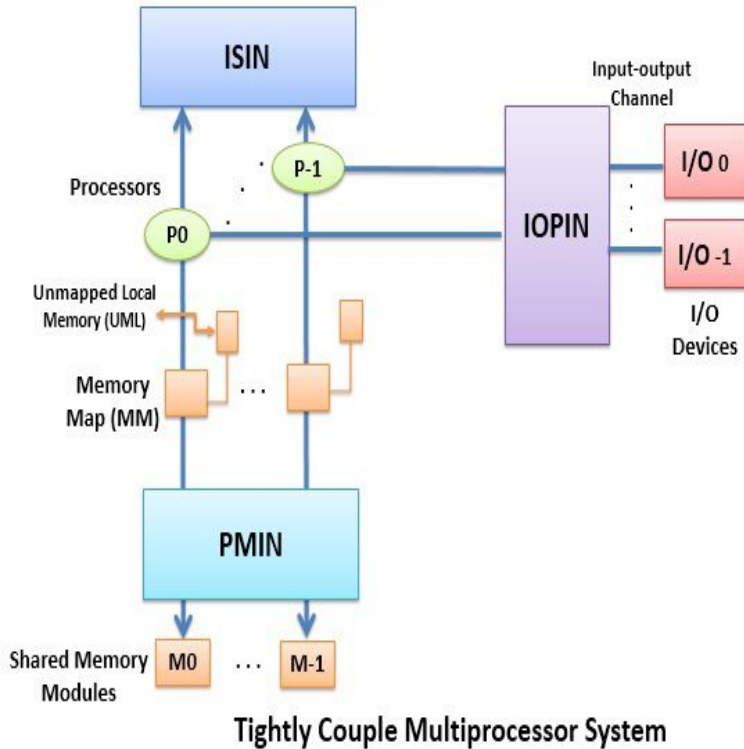 ISIN
Input-output
Channel
P-1
I/O 0
Processors
IOPIN
P0
I/O -1
Unmapped Local
Memory (UML)
I/O
Devices
Memory
Map (MM)
...
PMIN
Shared Memory
Modules
M0
...
M-1
Tightly Couple Multiprocessor System